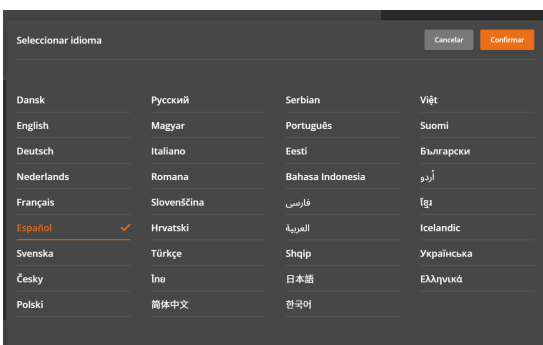 Seleccionar idioma
Cancelar
Confirmar
Dansk
English
Deutsch
Nederlands
Français
Español
Svenska
Česky
Polski
Русский
Magyar
Italiano
Romana
Slovenščina
Hrvatski
Türkçe
ไทย
简体中文
Serbian
Português
Eesti
Bahasa Indonesia
فارسی
العربية
Shqip
日本語
한국어
Việt
Suomi
Български
اُردو
ខ្មែរ
Icelandic
Українська
Ελληνικά